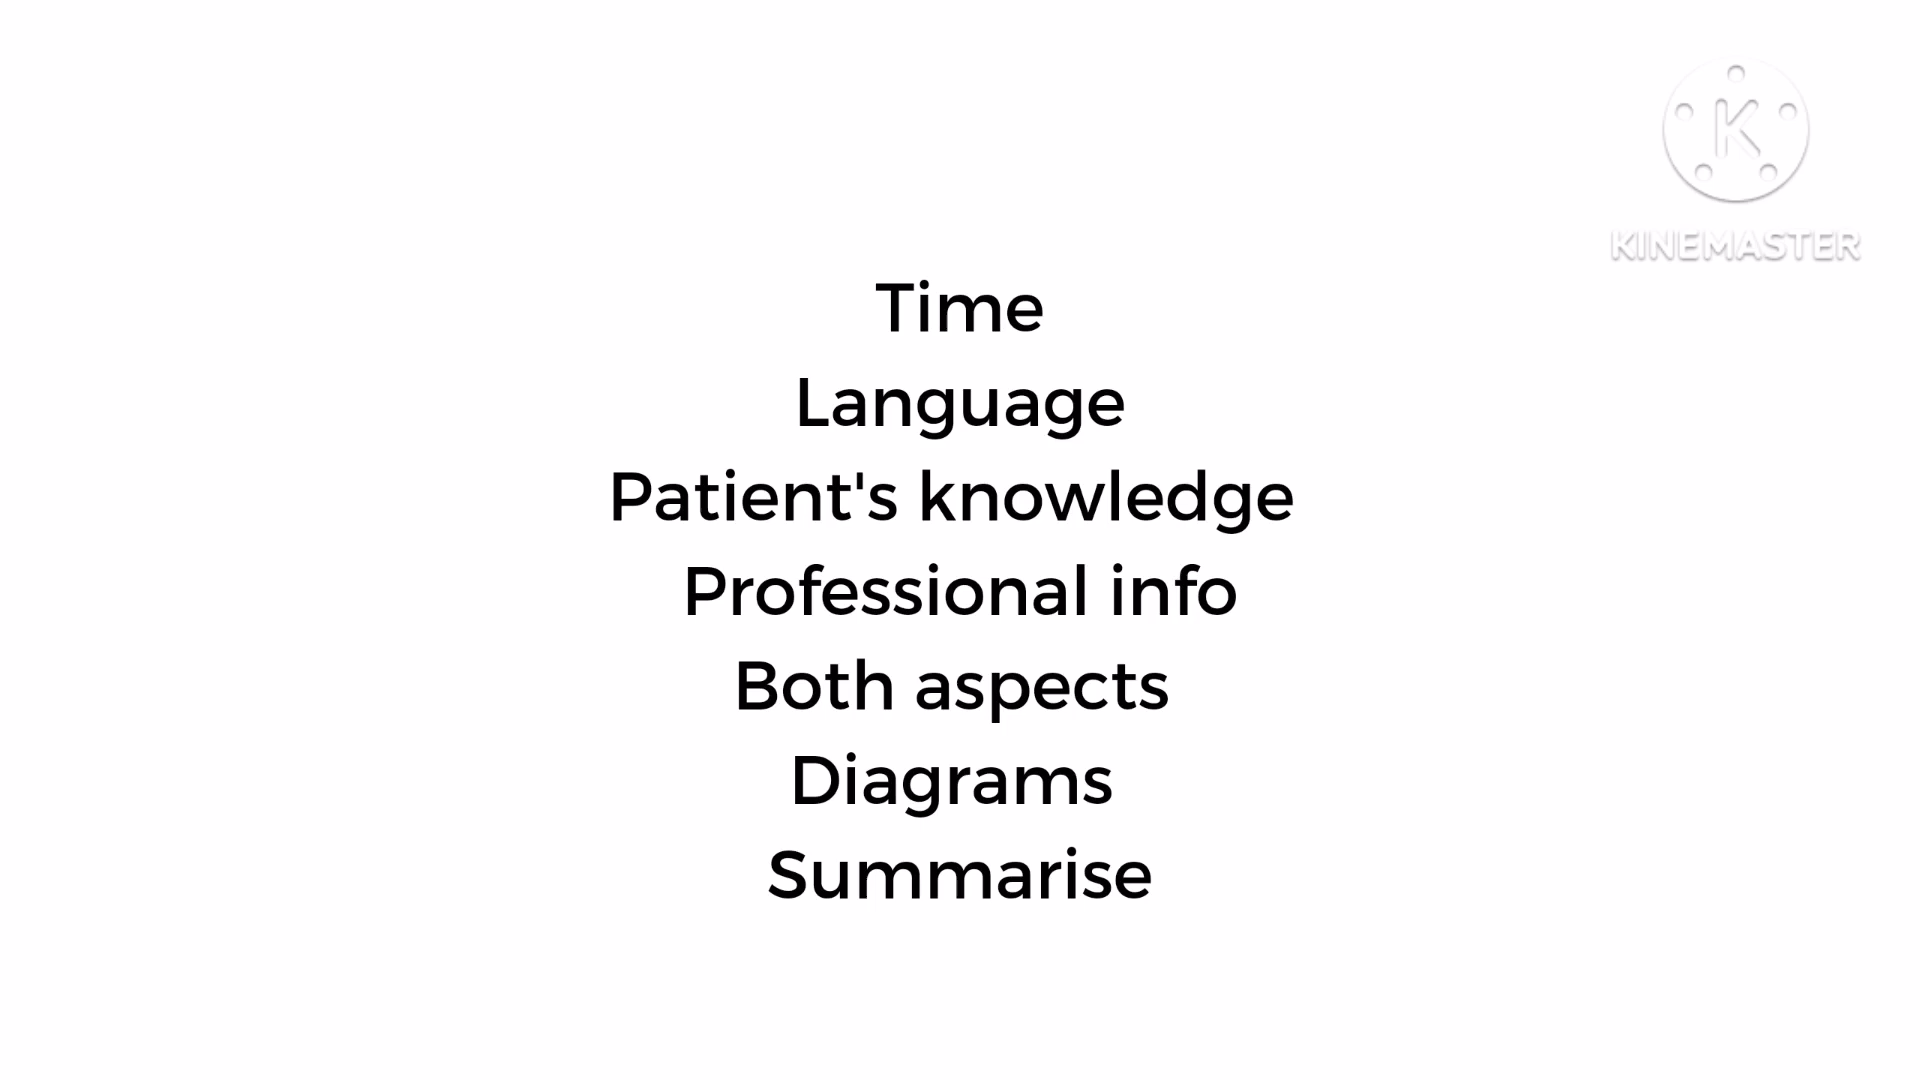 K
KINEMASTER
Time
Language
Patient's knowledge
Professional info
Both aspects
Diagrams
Summarise